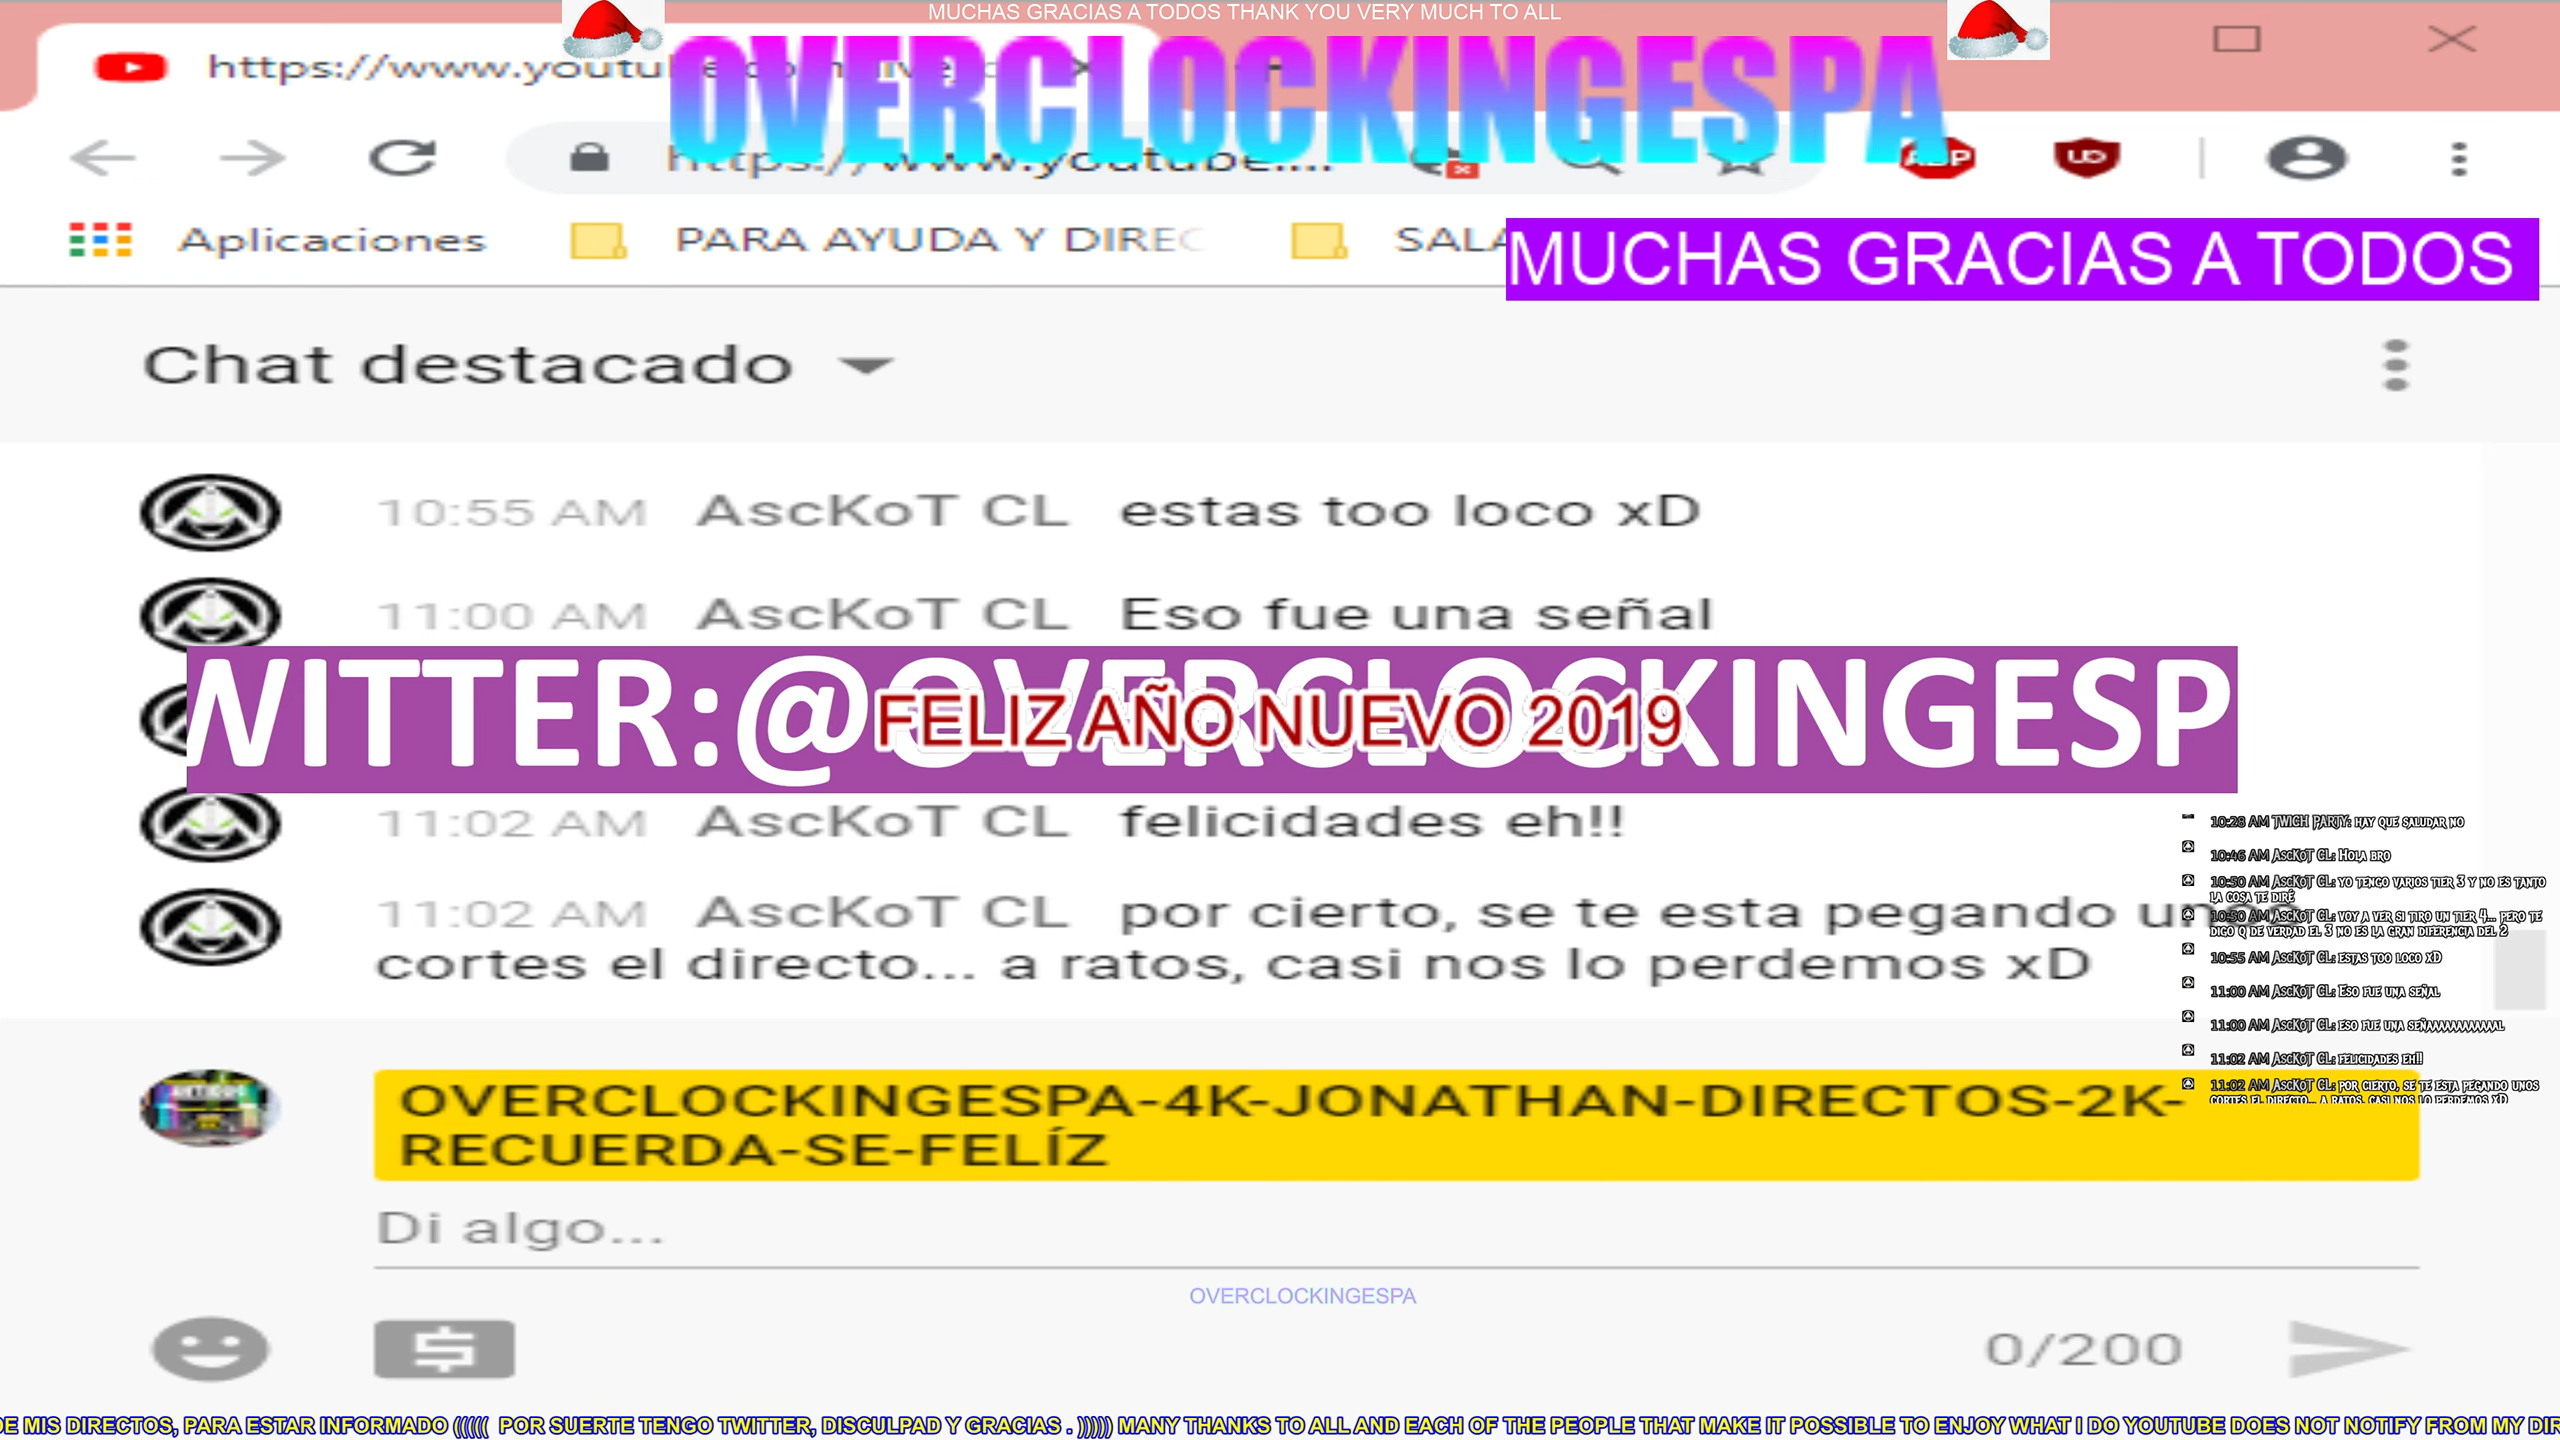 MUCHAS GRACIAS A TODOS THANK YOU VERY MUCH TO ALL
OVERCLOCKINGESPA
https://www.youtu
https://www.youtube....
ABP
UD
Aplicaciones
PARA AYUDA Y DIREC
SALA
MUCHAS GRACIAS A TODOS
Chat destacado
10:55 AM AscKoT CL estas too loco xD
11:00 AM AscKoT CL Eso fue una señal
WITTER:@OVERCLOCKINGESP
FELIZ AÑO NUEVO 2019
11:02 AM AscKoT CL felicidades eh!!
11:02 AM AscKoT CL por cierto, se te esta pegando unos
cortes el directo... a ratos, casi nos lo perdemos xD
10:28 AM TWICH PARTY: HAY QUE SALUDAR NO
10:46 AM AscKoT CL: HOLA BRO
10:50 AM AscKoT CL: YO TENGO VARIOS TIER 3 Y NO ES TANTO
LA COSA TE DIRÉ
10:50 AM AscKoT CL: VOY A VER SI TIRO UN TIER 4... PERO TE
DIGO Q DE VERDAD EL 3 NO ES LA GRAN DIFERENCIA DEL 2
10:55 AM AscKoT CL: ESTAS TOO LOCO XD
11:00 AM AscKoT CL: ESO FUE UNA SEÑAL
11:00 AM AscKoT CL: ESO FUE UNA SEÑAAAAAAAAAAAL
11:02 AM AscKoT CL: FELICIDADES EH!!
11:02 AM AscKoT CL: POR CIERTO, SE TE ESTA PEGANDO UNOS
CORTES EL DIRECTO... A RATOS, CASI NOS LO PERDEMOS XD
OVERCLOCKINGESPA-4K-JONATHAN-DIRECTOS-2K-
RECUERDA-SE-FELÍZ
Di algo...
OVERCLOCKINGESPA
0/200
DE MIS DIRECTOS, PARA ESTAR INFORMADO ((((( POR SUERTE TENGO TWITTER, DISCULPAD Y GRACIAS . ))))) MANY THANKS TO ALL AND EACH OF THE PEOPLE THAT MAKE IT POSSIBLE TO ENJOY WHAT I DO YOUTUBE DOES NOT NOTIFY FROM MY DIR